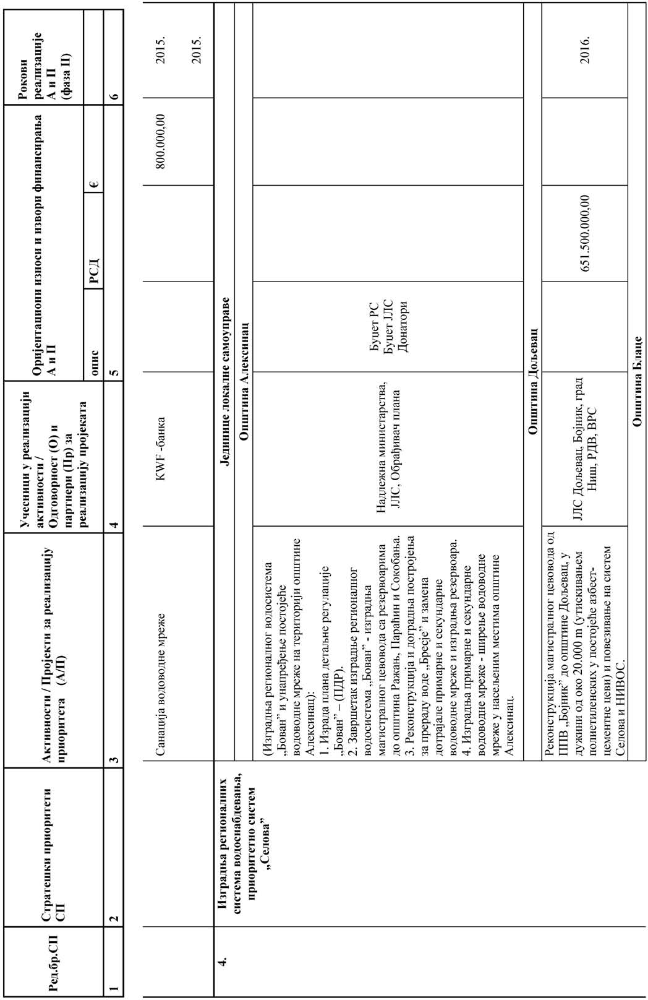 Ред.бр.СП
Стратешки приоритети
СП
Активности / Пројекти за реализацију
приоритета (А/П)
Учесници у реализацији
активности /
Одговорност (О) и
партнери (Пр) за
реализацију пројеката
Оријентациони износи и извори финансирања
А и П
опис
РСД
€
Рокови
реализације
А и П
(фаза II)
1
2
3
4
5
6
Санација водоводне мреже
KWF -банка
800.000,00
2015.
2015.
4.
Изградња регионалних
система водоснабдевања,
приоритетно систем
„Селова”
Јединице локалне самоуправе
Општина Алексинац
(Изградња регионалног водосистема
„Бован” и унапређење постојеће
водоводне мреже на територији општине
Алексинац):
1. Израда плана детаљне регулације
„Бован” – (ПДР).
2. Завршетак изградње регионалног
водосистема „Бован” - изградња
магистралног цевовода са резервоарима
до општина Ражањ, Параћин и Сокобања.
3. Реконструкција и доградња постројења
за прераду воде „Бресје” и замена
дотрајале примарне и секундарне
водоводне мреже и изградња резервоара.
4. Изградња примарне и секундарне
водоводне мреже - ширење водоводне
мреже у насељеним местима општине
Алексинац.
Надлежна министарства,
ЈЛС, Обрађивач плана
Буџет РС
Буџет ЈЛС
Донатори
Општина Дољевац
Реконструкција магистралног цевовода од
ППВ „Бојник” до општине Дољевац, у
дужини од око 20.000 m (утискивањем
полиетиленских у постојеће азбест-
цементне цеви) и повезивање на систем
Селова и НИВОС.
ЈЛС Дољевац, Бојник, град
Ниш, РДВ, ВРС
651.500.000,00
2016.
Општина Блаце